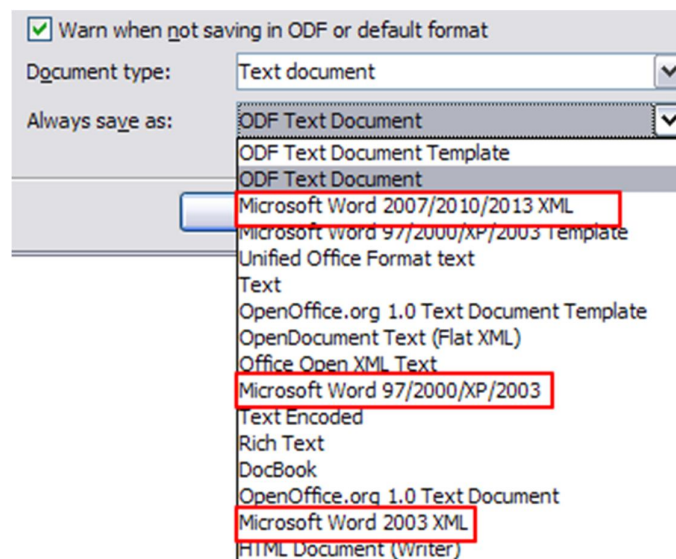 Warn when not saving in ODF or default format
Document type:
Text document
Always save as:
ODF Text Document
ODF Text Document Template
ODF Text Document
Microsoft Word 2007/2010/2013 XML
Microsoft Word 97/2000/XP/2003 Template
Unified Office Format text
Text
OpenOffice.org 1.0 Text Document Template
OpenDocument Text (Flat XML)
Office Open XML Text
Microsoft Word 97/2000/XP/2003
Text Encoded
Rich Text
DocBook
OpenOffice.org 1.0 Text Document
Microsoft Word 2003 XML
HTML Document (Writer)